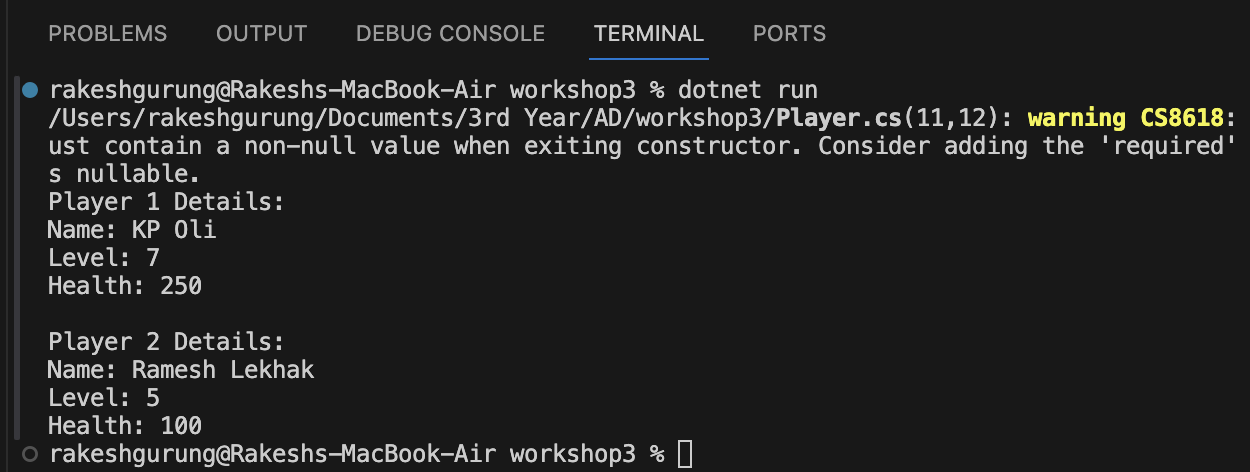 PROBLEMS OUTPUT DEBUG CONSOLE TERMINAL PORTS
rakeshgurung@Rakeshs-MacBook-Air workshop3 % dotnet run
/Users/rakeshgurung/Documents/3rd Year/AD/workshop3/Player.cs(11,12): warning CS8618:
ust contain a non-null value when exiting constructor. Consider adding the 'required'
s nullable.
Player 1 Details:
Name: KP Oli
Level: 7
Health: 250
Player 2 Details:
Name: Ramesh Lekhak
Level: 5
Health: 100
rakeshgurung@Rakeshs-MacBook-Air workshop3 %